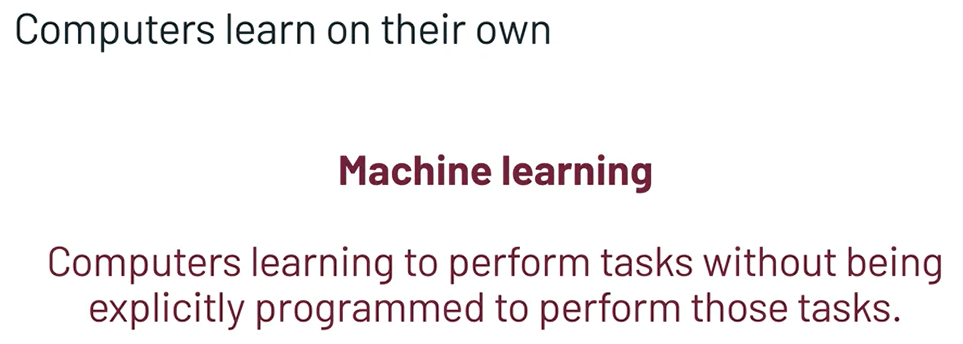 Computers learn on their own
Machine learning
Computers learning to perform tasks without being
explicitly programmed to perform those tasks.